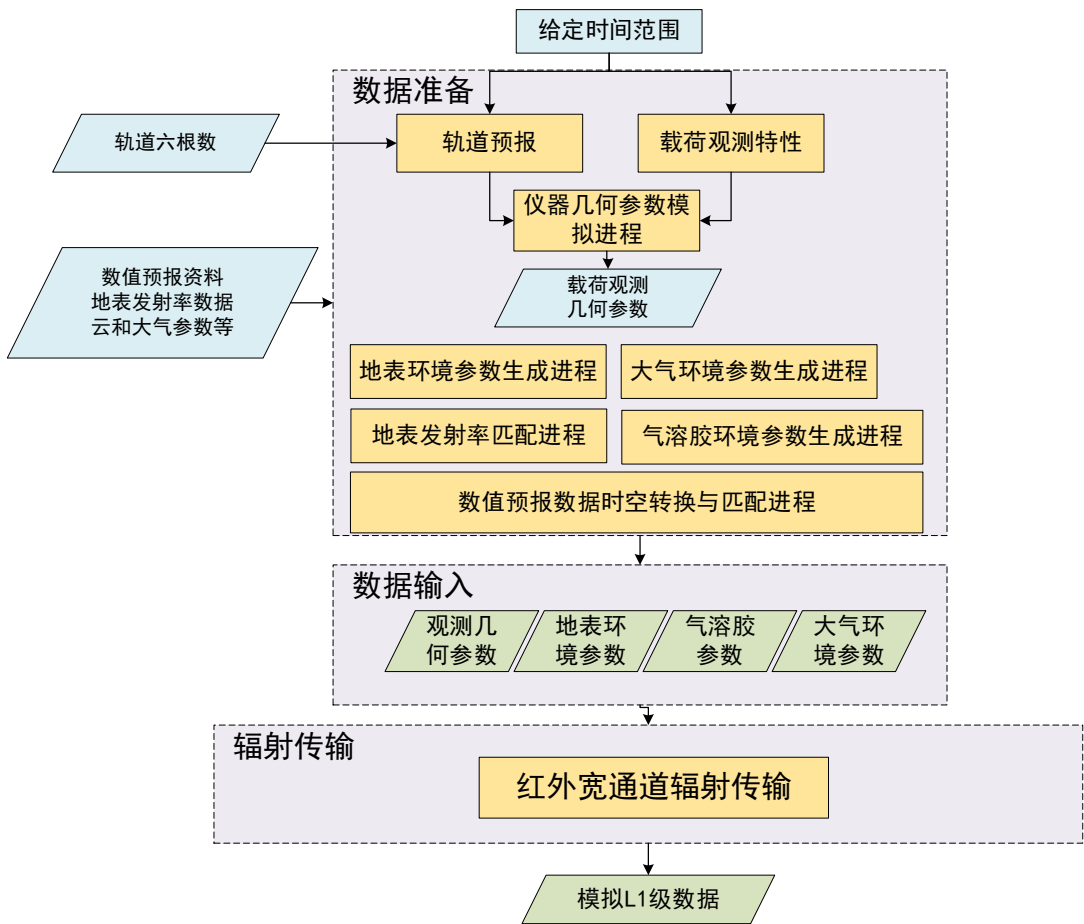 给定时间范围
数据准备
轨道六根数
轨道预报
载荷观测特性
仪器几何参数模
拟进程
数值预报资料
地表发射率数据
云和大气参数等
载荷观测
几何参数
地表环境参数生成进程
大气环境参数生成进程
地表发射率匹配进程
气溶胶环境参数生成进程
数值预报数据时空转换与匹配进程
数据输入
观测几
何参数
地表环
境参数
气溶胶
参数
大气环
境参数
辐射传输
红外宽通道辐射传输
模拟L1级数据